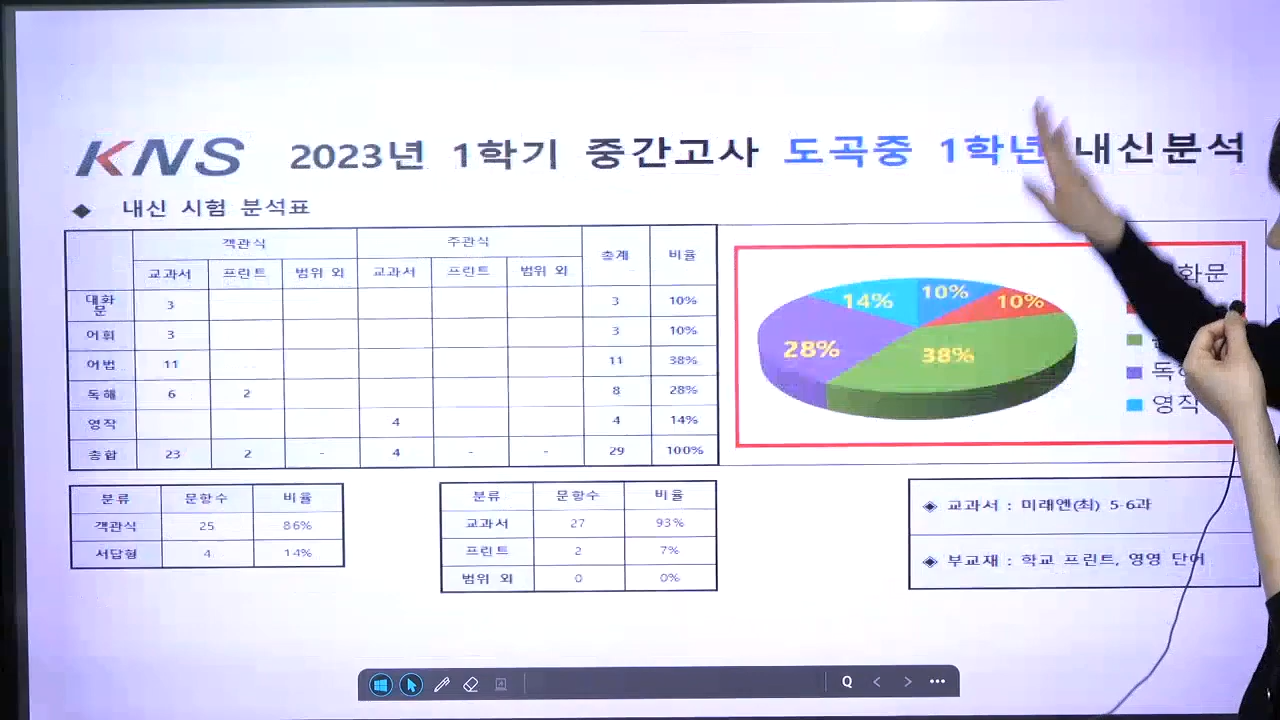 KNS 2023년 1학기 중간고사 도곡중 1학년 내신분석
◆ 내신 시험 분석표
객관식 주관식 총계 비율
교과서 프린트 범위 외 교과서 프린트 범위 외
대화문 3 3 10%
어휘 3 3 10%
어법 11 11 38%
독해 6 2 8 28%
영작 4 4 14%
총합 23 2 - 4 - - 29 100%
14% 10% 10%
28% 38%
화문
독해
영작
분류 문항수 비율
객관식 25 86%
서답형 4 14%
분류 문항수 비율
교과서 27 93%
프린트 2 7%
범위 외 0 0%
◈ 교과서 : 미래엔(최) 5-6과
◈ 부교재 : 학교 프린트, 영영 단어
Q